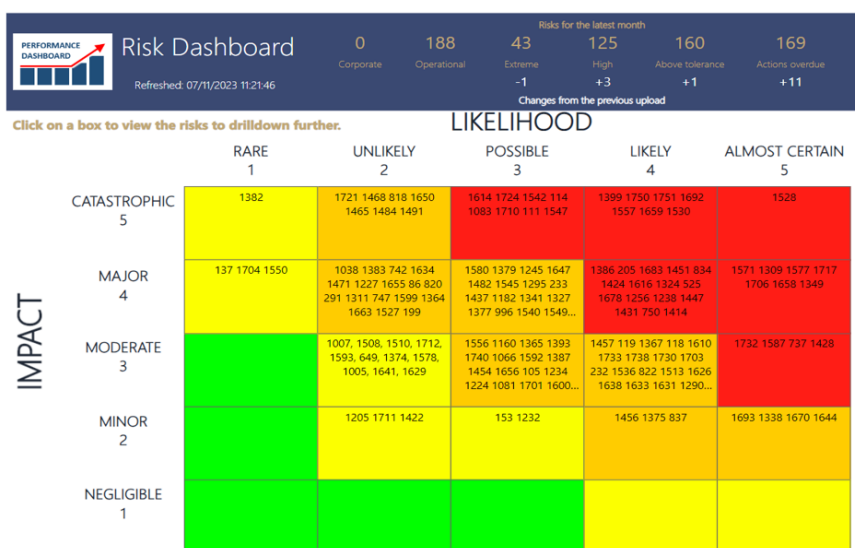 Risks for the latest month
PERFORMANCE
DASHBOARD
Risk Dashboard
0 188 43 125 160 169
Corporate Operational Extreme High Above tolerance Actions overdue
Refreshed: 07/11/2023 11:21:46
-1 +3 +1 +11
Changes from the previous upload
Click on a box to view the risks to drilldown further.
LIKELIHOOD
RARE UNLIKELY POSSIBLE LIKELY ALMOST CERTAIN
1 2 3 4 5
IMPACT
CATASTROPHIC
5
1382
1721 1468 818 1650
1465 1484 1491
1614 1724 1542 114
1083 1710 111 1547
1399 1750 1751 1692
1557 1659 1530
1528
MAJOR
4
137 1704 1550
1038 1383 742 1634
1471 1227 1655 86 820
291 1311 747 1599 1364
1663 1527 199
1580 1379 1245 1647
1482 1545 1295 233
1437 1182 1341 1327
1377 996 1540 1549...
1386 205 1683 1451 834
1424 1616 1324 525
1678 1256 1238 1447
1431 750 1414
1571 1309 1577 1717
1706 1658 1349
MODERATE
3
1007, 1508, 1510, 1712,
1593, 649, 1374, 1578,
1005, 1641, 1629
1556 1160 1365 1393
1740 1066 1592 1387
1454 1656 105 1234
1224 1081 1701 1600...
1457 119 1367 118 1610
1733 1738 1730 1703
232 1536 822 1513 1626
1638 1633 1631 1290...
1732 1587 737 1428
MINOR
2
1205 1711 1422
153 1232
1456 1375 837
1693 1338 1670 1644
NEGLIGIBLE
1